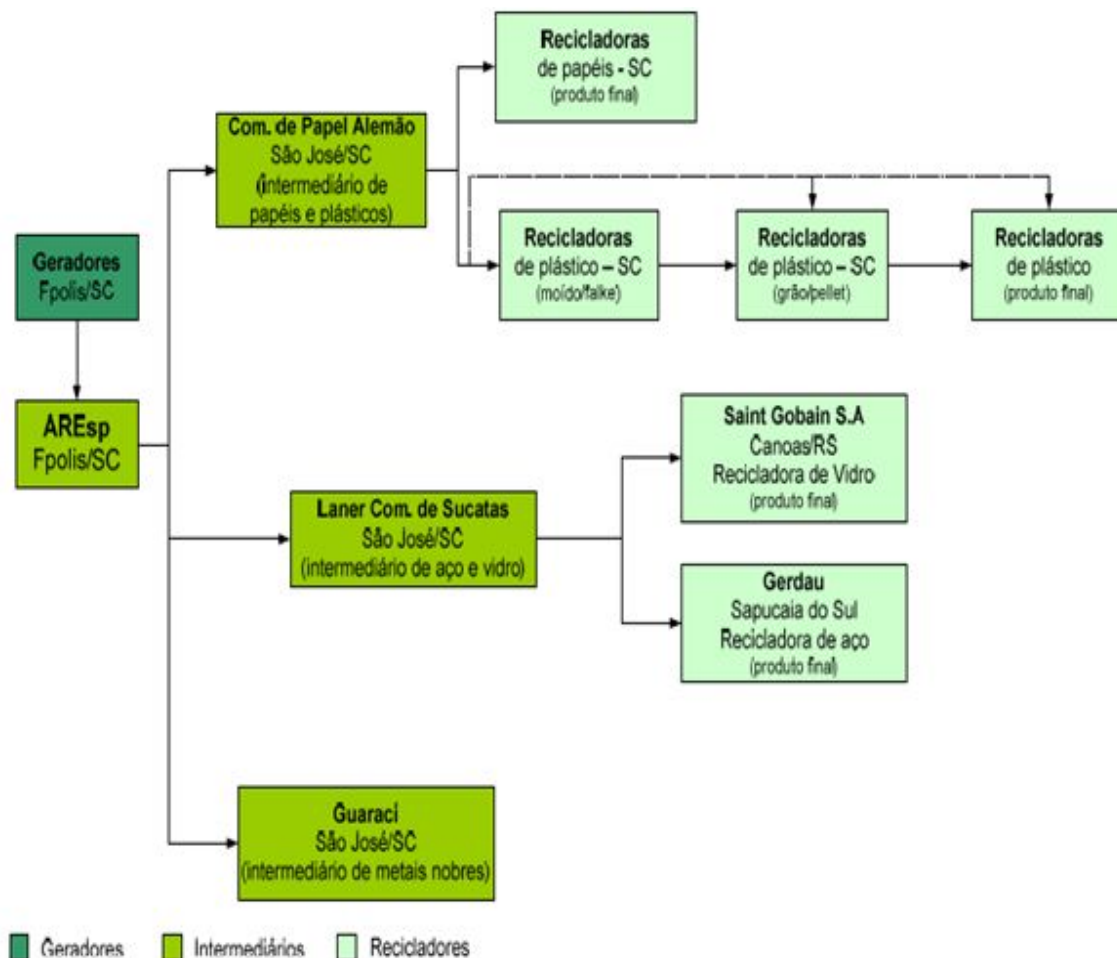 Recicladoras
de papéis - SC
(produto final)
Com. de Papel Alemão
São José/SC
(intermediário de
papéis e plásticos)
Recicladoras
de plástico – SC
(moído/falke)
Recicladoras
de plástico – SC
(grão/pellet)
Recicladoras
de plástico
(produto final)
Geradores
Fpolis/SC
AREsp
Fpolis/SC
Saint Gobain S.A
Canoas/RS
Recicladora de Vidro
(produto final)
Laner Com. de Sucatas
São José/SC
(intermediário de aço e vidro)
Gerdau
Sapucaia do Sul
Recicladora de aço
(produto final)
Guaraci
São José/SC
(intermediário de metais nobres)
Geradores
Intermediários
Recicladores